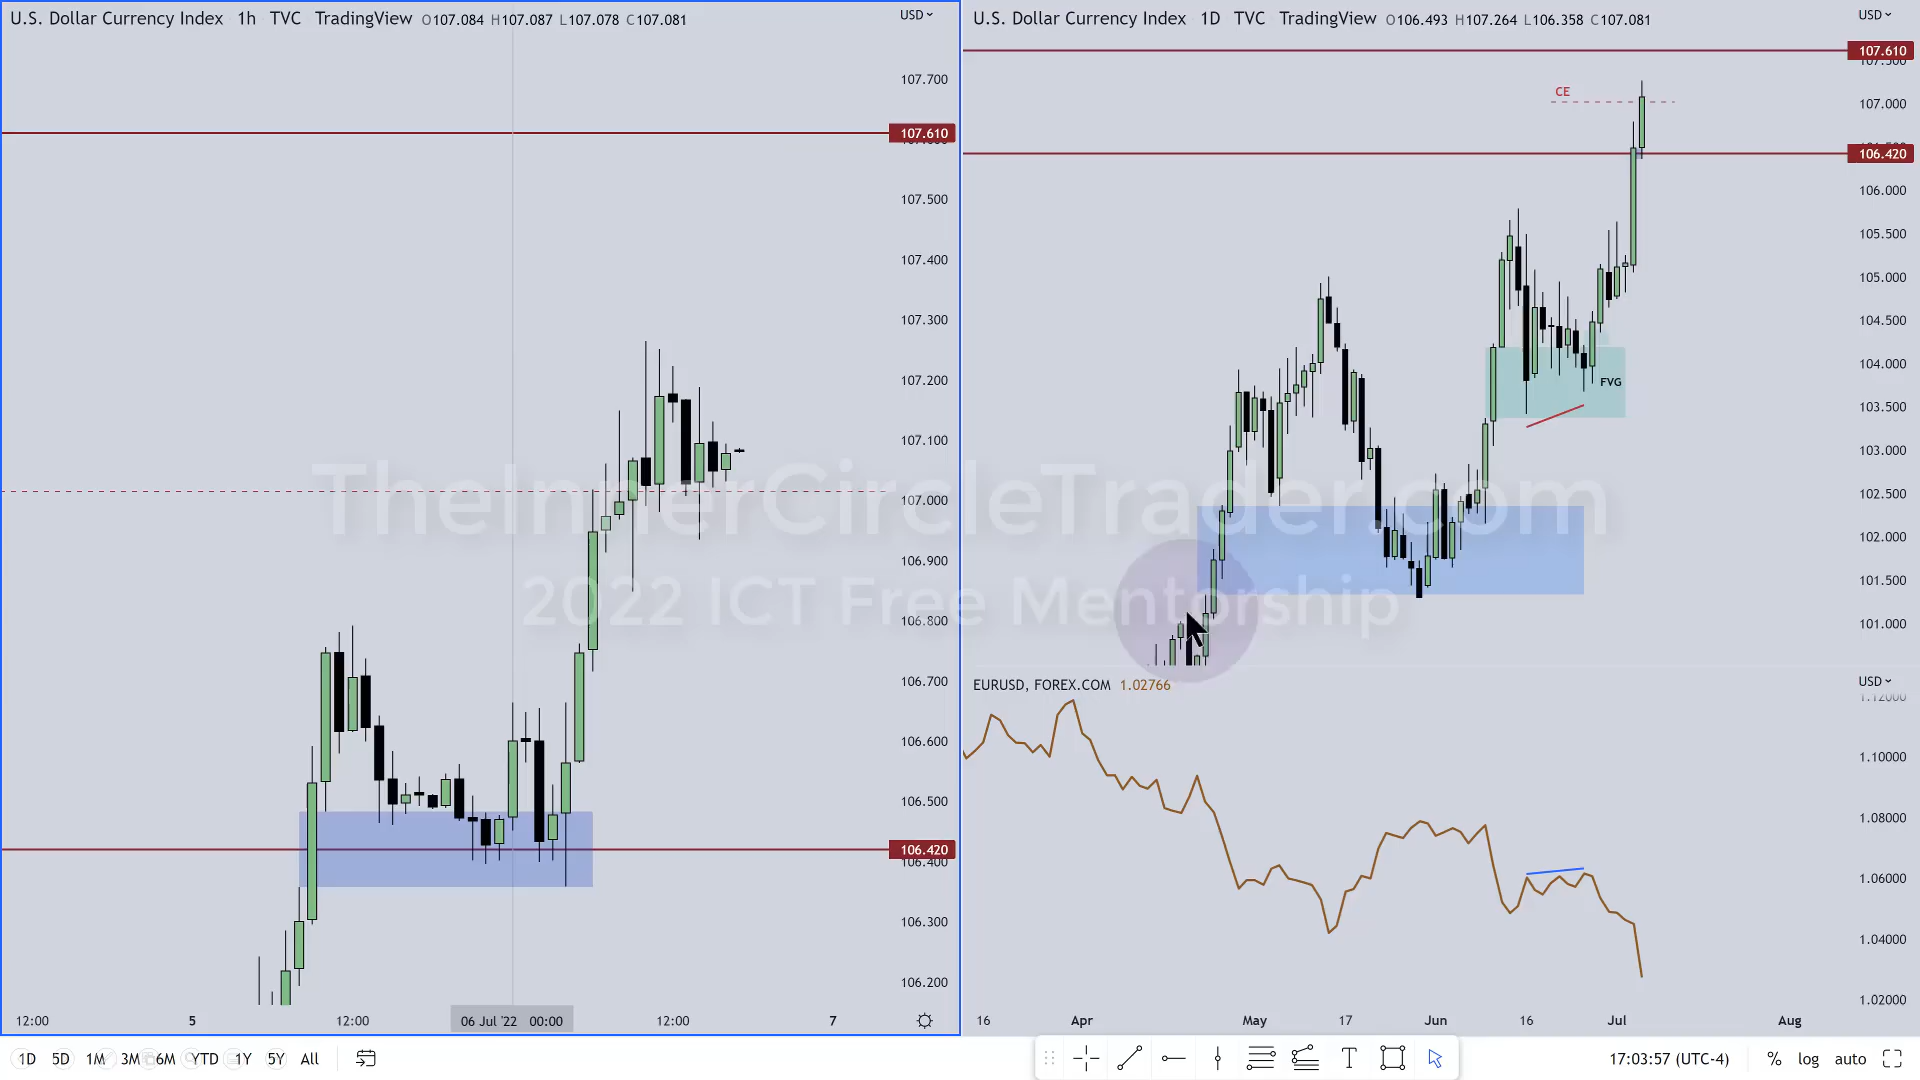 U.S. Dollar Currency Index 1h TVC TradingView O107.084 H107.087 L107.078 C107.081
USD
107.700
107.610
107.500
107.400
107.300
107.200
107.100
107.000
106.900
106.800
106.700
106.600
106.500
106.420
106.400
106.300
106.200
12:00 5 12:00 06 Jul '22 00:00 12:00 7
U.S. Dollar Currency Index 1D TVC TradingView O106.493 H107.264 L106.358 C107.081
USD
107.610
107.500
CE
107.000
106.420
106.000
105.500
105.000
104.500
104.000
FVG
103.500
103.000
102.500
102.000
101.500
101.000
TheInnerCircleTrader.com
2022 ICT Free Mentorship
EURUSD, FOREX.COM 1.02766
USD
1.12000
1.10000
1.08000
1.06000
1.04000
1.02000
16 Apr May 17 Jun 16 Jul Aug
1D 5D 1M 3M 6M YTD 1Y 5Y All
T
17:03:57 (UTC-4) % log auto